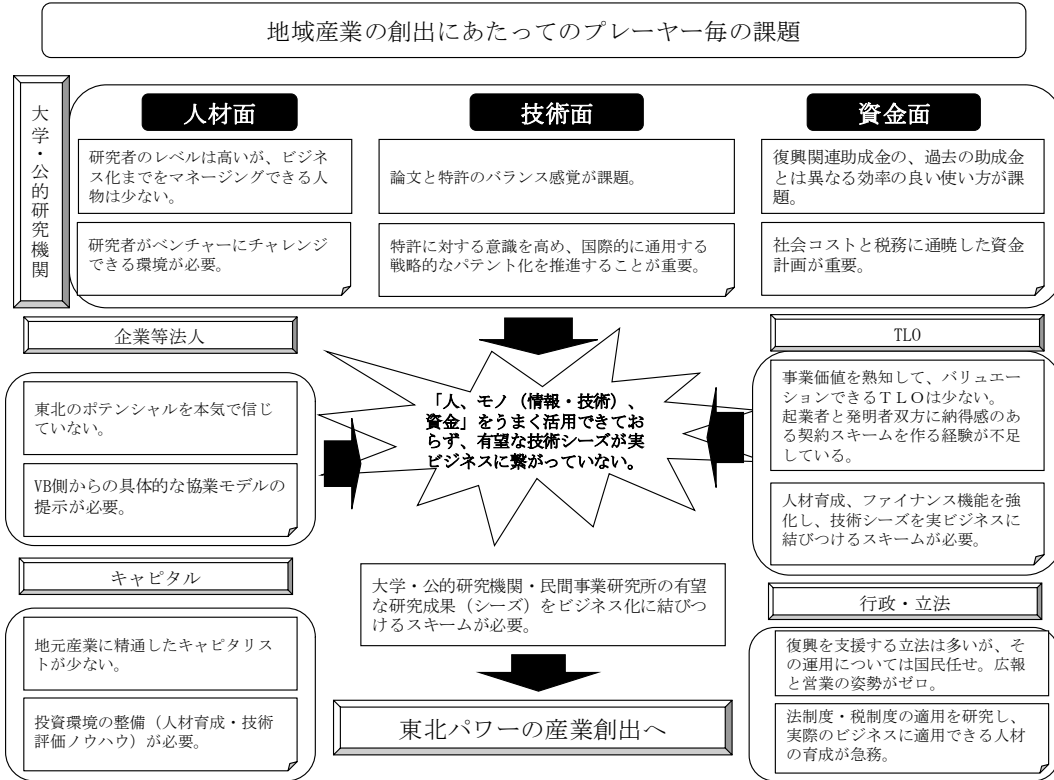 地域産業の創出にあたってのプレーヤー毎の課題
大学・公的研究機関
人材面
技術面
資金面
研究者のレベルは高いが、ビジネ
ス化までをマネージングできる人
物は少ない。
論文と特許のバランス感覚が課題。
復興関連助成金の、過去の助成金
とは異なる効率の良い使い方が課
題。
研究者がベンチャーにチャレンジ
できる環境が必要。
特許に対する意識を高め、国際的に通用する
戦略的なパテント化を推進することが重要。
社会コストと税務に通暁した資金
計画が重要。
企業等法人
東北のポテンシャルを本気で信じ
ていない。
VB側からの具体的な協業モデルの
提示が必要。
「人、モノ（情報・技術）、
資金」をうまく活用できてお
らず、有望な技術シーズが実
ビジネスに繋がっていない。
TLO
事業価値を熟知して、バリュエー
ションできるＴＬＯは少ない。
起業者と発明者双方に納得感のあ
る契約スキームを作る経験が不足
している。
人材育成、ファイナンス機能を強
化し、技術シーズを実ビジネスに
結びつけるスキームが必要。
キャピタル
地元産業に精通したキャピタリス
トが少ない。
投資環境の整備（人材育成・技術
評価ノウハウ）が必要。
大学・公的研究機関・民間事業研究所の有望
な研究成果（シーズ）をビジネス化に結びつ
けるスキームが必要。
東北パワーの産業創出へ
行政・立法
復興を支援する立法は多いが、そ
の運用については国民任せ。広報
と営業の姿勢がゼロ。
法制度・税制度の適用を研究し、
実際のビジネスに適用できる人材
の育成が急務。